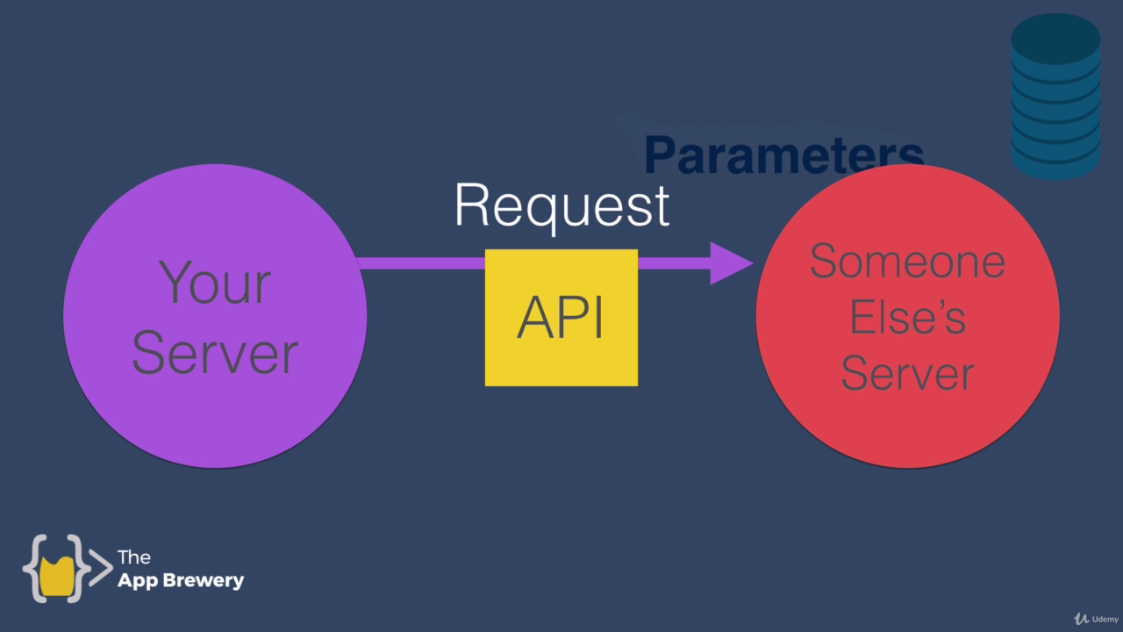 Parameters
Request
Your
Server
API
Someone
Else’s
Server
The
App Brewery
Udemy